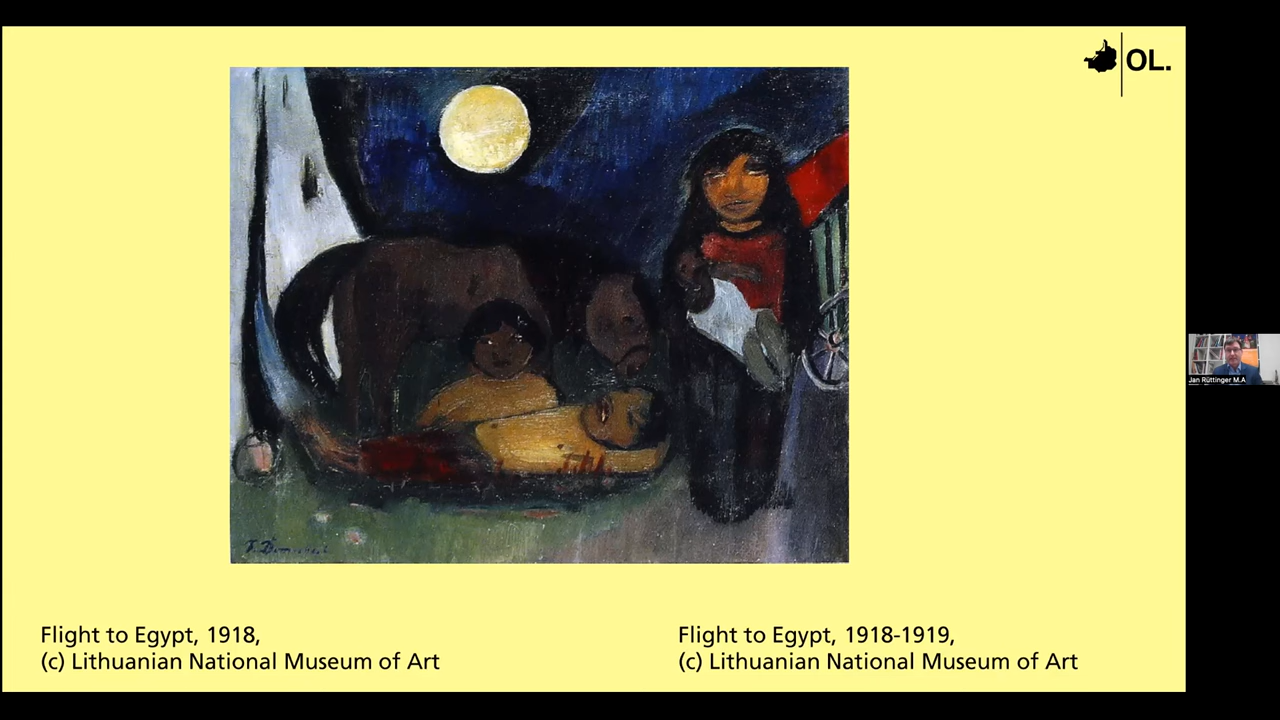 OL.
Flight to Egypt, 1918,
(c) Lithuanian National Museum of Art
Flight to Egypt, 1918-1919,
(c) Lithuanian National Museum of Art
Jan Rüttinger M.A